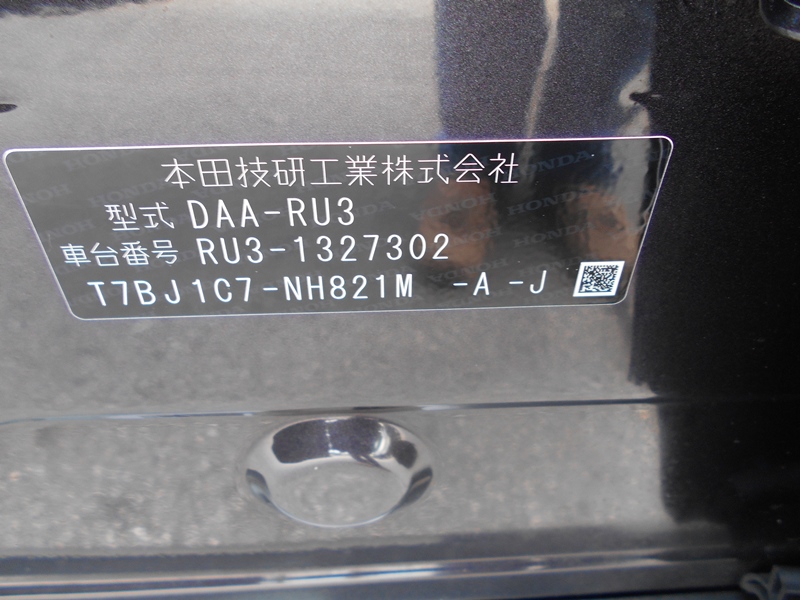 本田技研工業株式会社
型式 DAA-RU3
車台番号 RU3-1327302
T7BJ1C7-NH821M -A -J